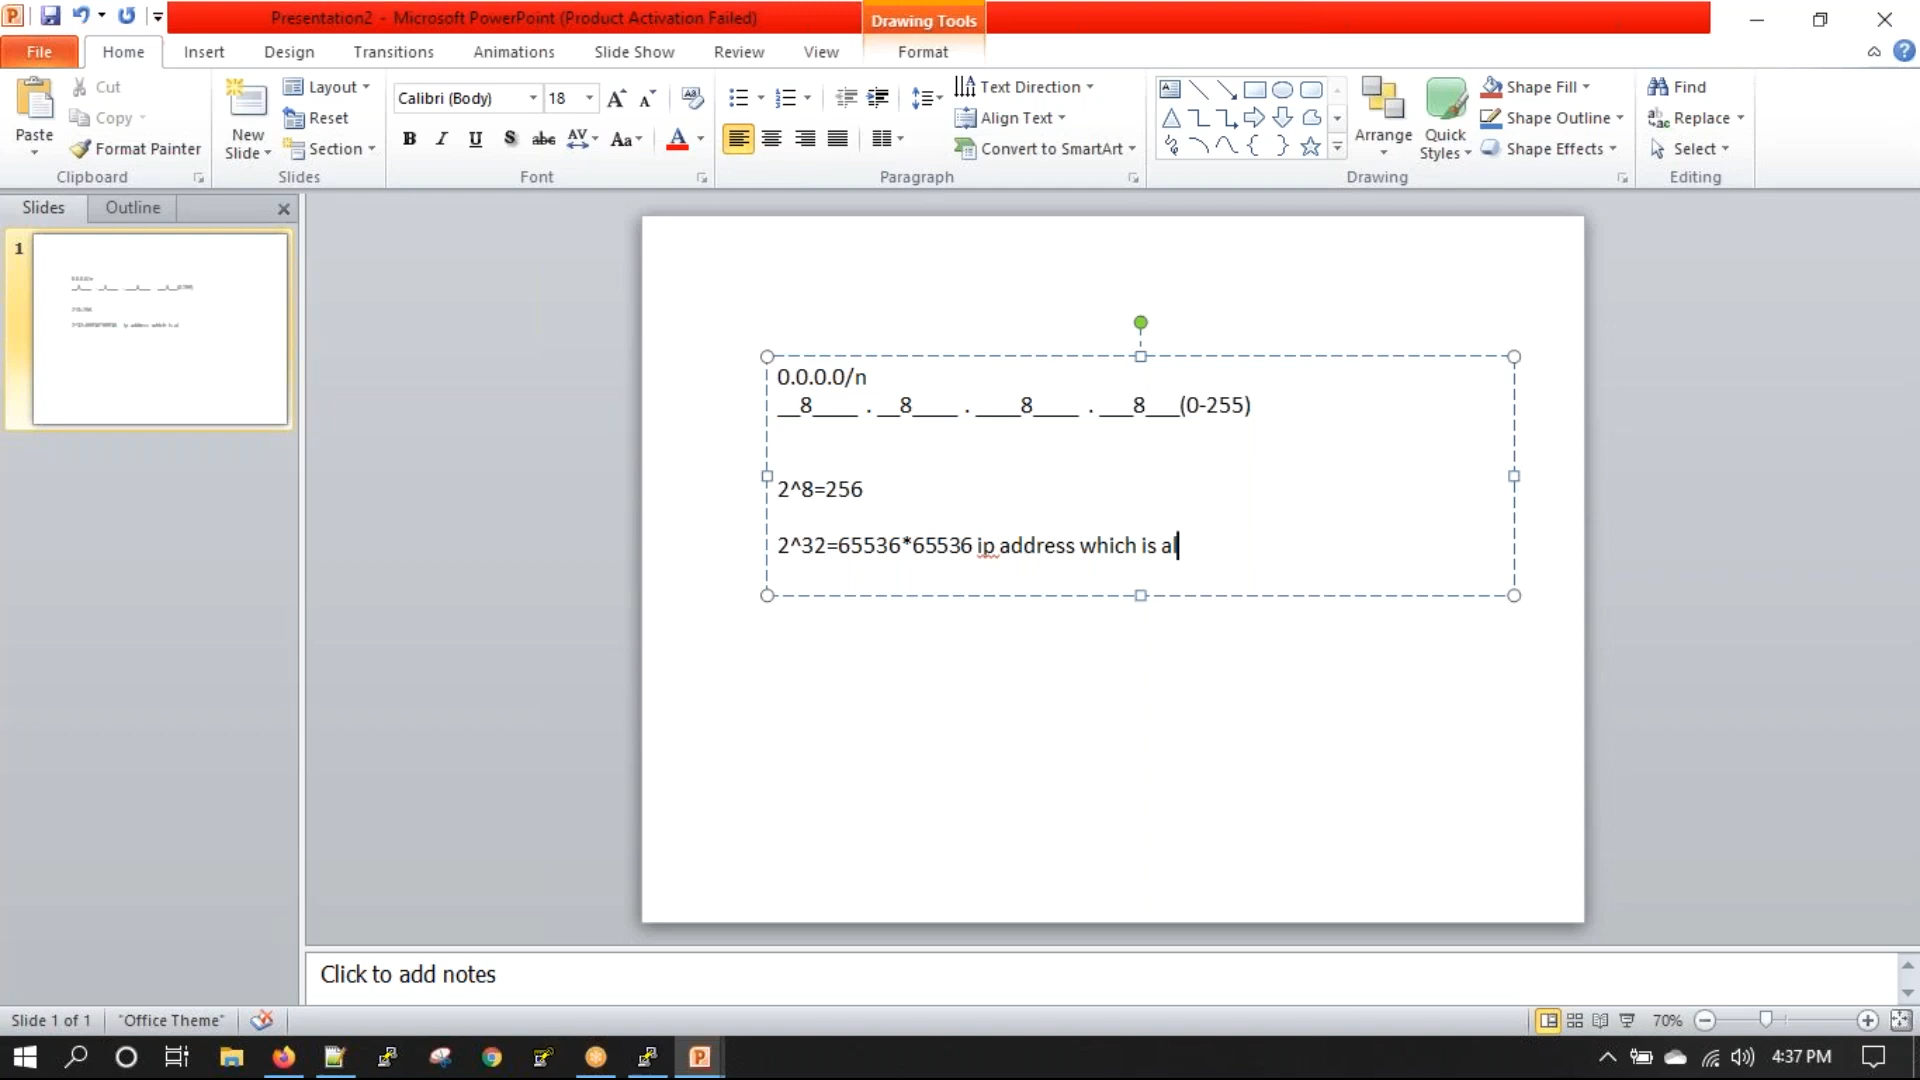 Presentation2 - Microsoft PowerPoint (Product Activation Failed)
Drawing Tools
File Home Insert Design Transitions Animations Slide Show Review View Format
Paste
Cut
Copy
Format Painter
Clipboard
New Slide
Layout
Reset
Section
Slides
Calibri (Body) 18
B I U S abc AV Aa A
Font
Text Direction
Align Text
Convert to SmartArt
Paragraph
Arrange
Quick Styles
Shape Fill
Shape Outline
Shape Effects
Drawing
Find
Replace
Select
Editing
Slides Outline
1
0.0.0.0/n
__8____ . __8____ . ____8____ . ___8___(0-255)
2^8=256
2^32=65536*65536 ip address which is al
Click to add notes
Slide 1 of 1 "Office Theme" 70%
4:37 PM